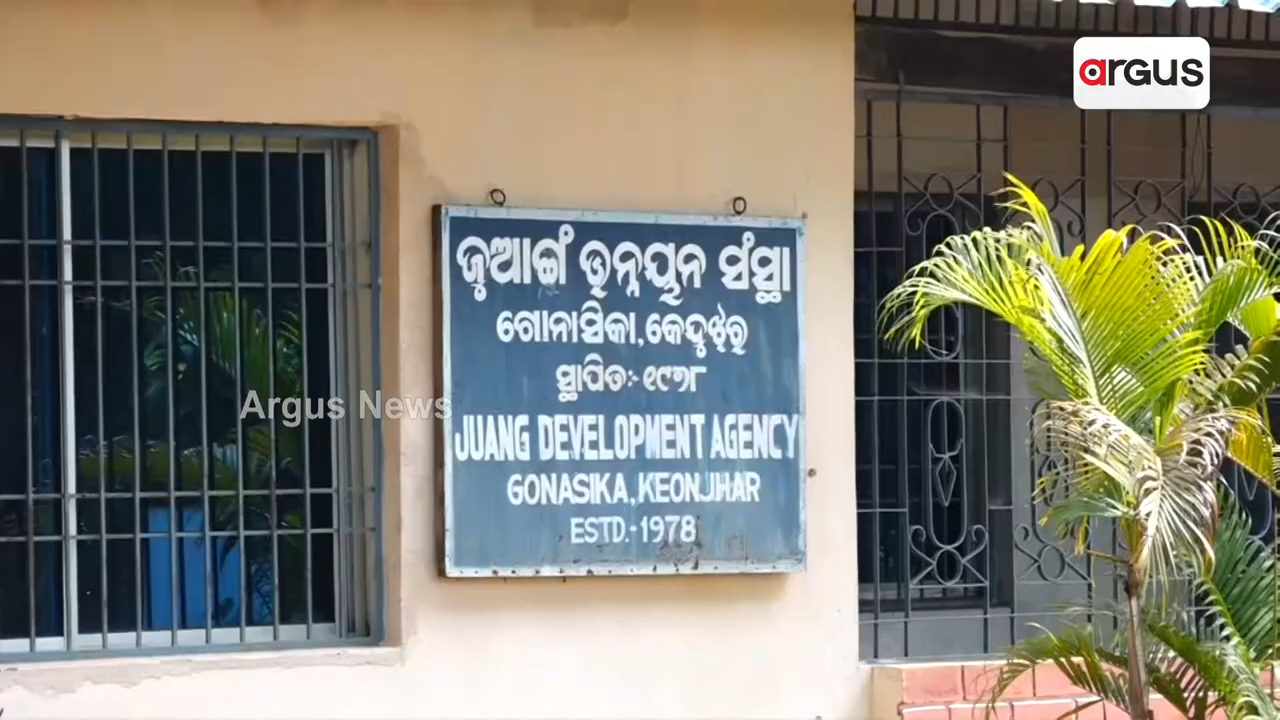 argus
ଜୁଆଙ୍ଗ ଉନ୍ନୟନ ସଂସ୍ଥା
ଗୋନାସିକା,କେନ୍ଦୁଝର
ସ୍ଥାପିତ:-୧୯୭୮
Argus News
JUANG DEVELOPMENT AGENCY
GONASIKA, KEONJHAR
ESTD.-1978